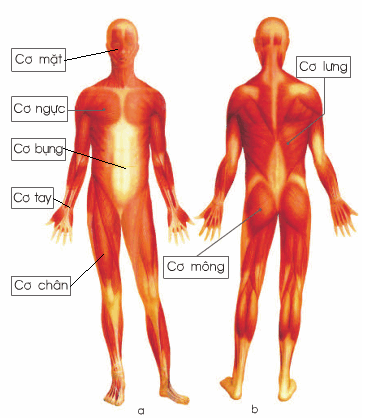 Cơ mặt
Cơ lưng
Cơ ngực
Cơ bụng
Cơ tay
Cơ mông
Cơ chân
a
b